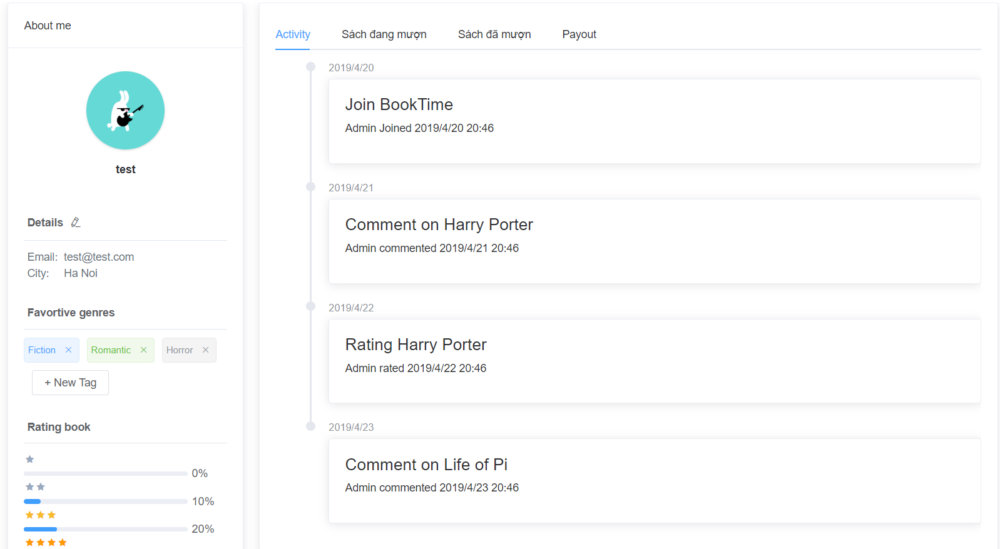 About me
test
Details
Email: test@test.com
City: Ha Noi
Favortive genres
Fiction
Romantic
Horror
+ New Tag
Rating book
0%
10%
20%
Activity
Sách đang mượn
Sách đã mượn
Payout
2019/4/20
Join BookTime
Admin Joined 2019/4/20 20:46
2019/4/21
Comment on Harry Porter
Admin commented 2019/4/21 20:46
2019/4/22
Rating Harry Porter
Admin rated 2019/4/22 20:46
2019/4/23
Comment on Life of Pi
Admin commented 2019/4/23 20:46